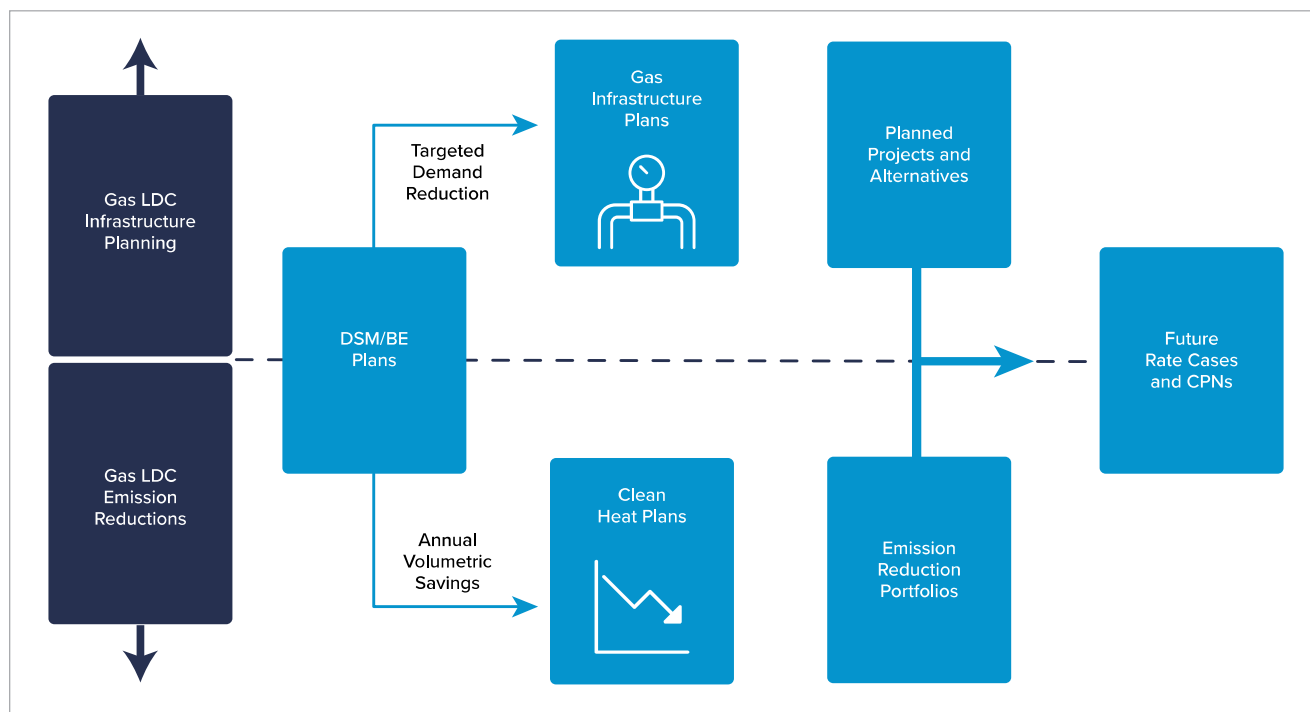 Gas LDC
Infrastructure
Planning
Gas LDC
Emission
Reductions
DSM/BE
Plans
Targeted
Demand
Reduction
Annual
Volumetric
Savings
Gas
Infrastructure
Plans
Clean
Heat Plans
Planned
Projects and
Alternatives
Emission
Reduction
Portfolios
Future
Rate Cases
and CPNs